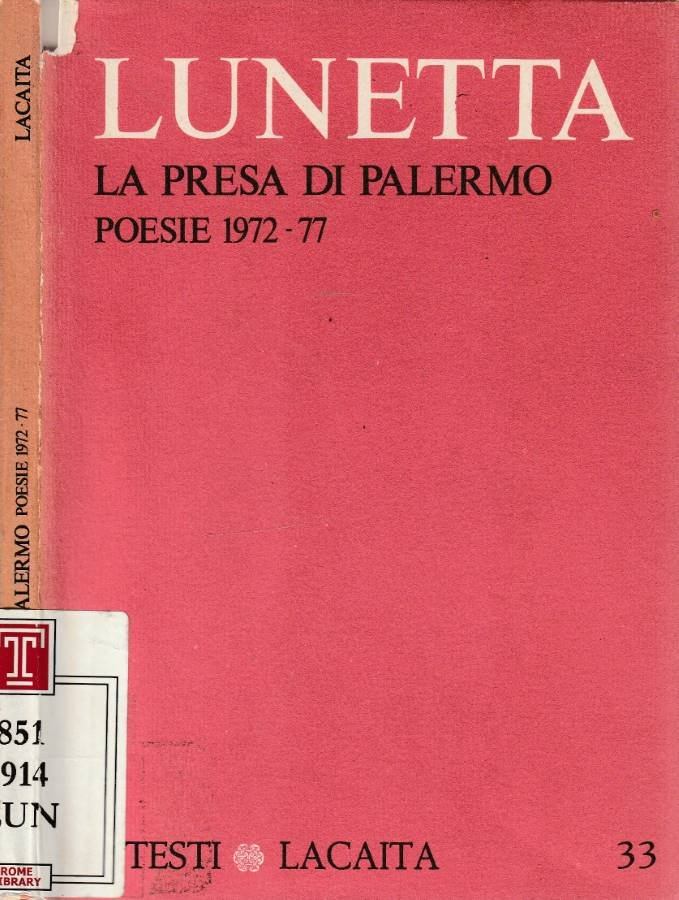 LACAITA
ALERMO POESIE 1972-77
LUNETTA
LA PRESA DI PALERMO
POESIE 1972-77
T
851
914
LUN
ROME
LIBRARY
TESTI LACAITA 33